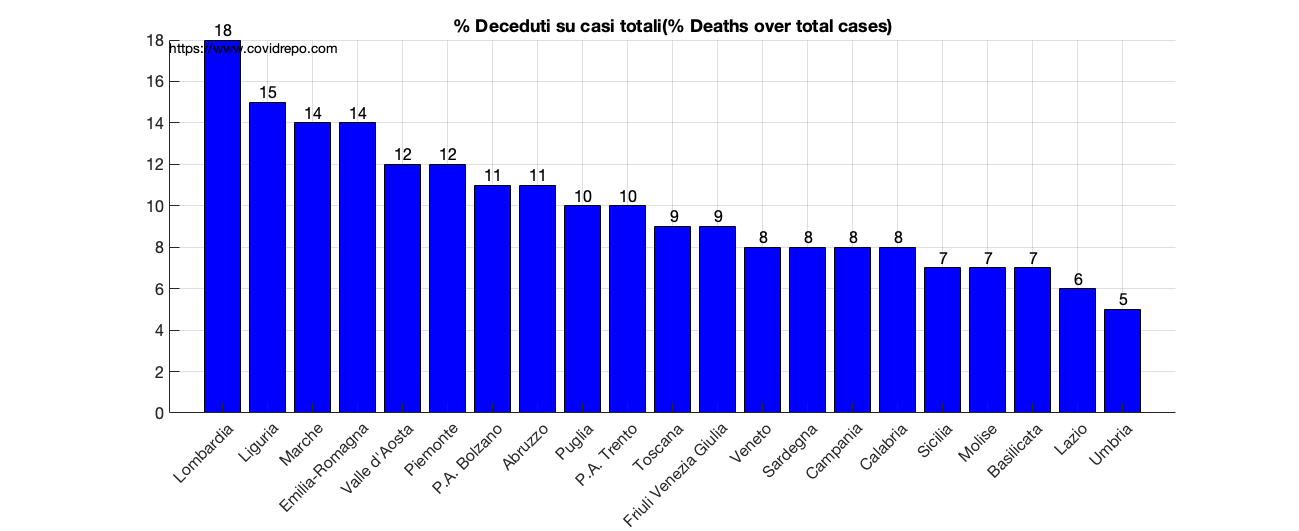 % Deceduti su casi totali(% Deaths over total cases)
https://www.covidrepo.com
18
16
14
12
10
8
6
4
2
0
18
15
14
14
12
12
11
11
10
10
9
9
8
8
8
8
7
7
7
6
5
Lombardia
Liguria
Marche
Emilia-Romagna
Valle d'Aosta
Piemonte
P.A. Bolzano
Abruzzo
Puglia
P.A. Trento
Toscana
Friuli Venezia Giulia
Veneto
Sardegna
Campania
Calabria
Sicilia
Molise
Basilicata
Lazio
Umbria